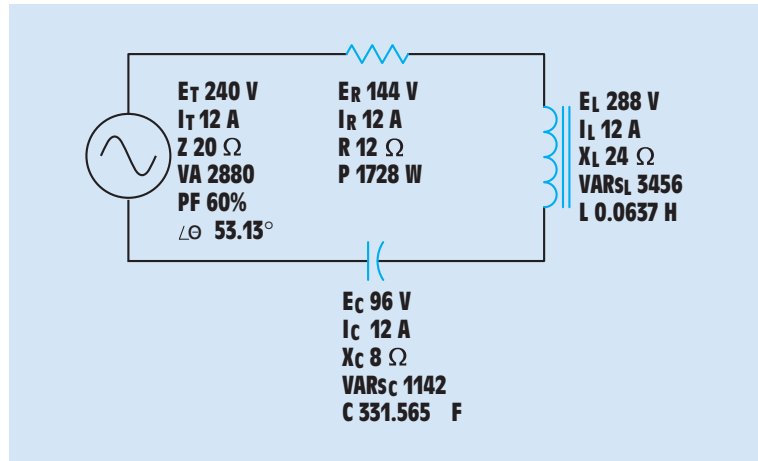 ET 240 V
IT 12 A
Z 20 Ω
VA 2880
PF 60%
∠Θ 53.13°
ER 144 V
IR 12 A
R 12 Ω
P 1728 W
EL 288 V
IL 12 A
XL 24 Ω
VARSL 3456
L 0.0637 H
EC 96 V
IC 12 A
XC 8 Ω
VARSC 1142
C 331.565 F